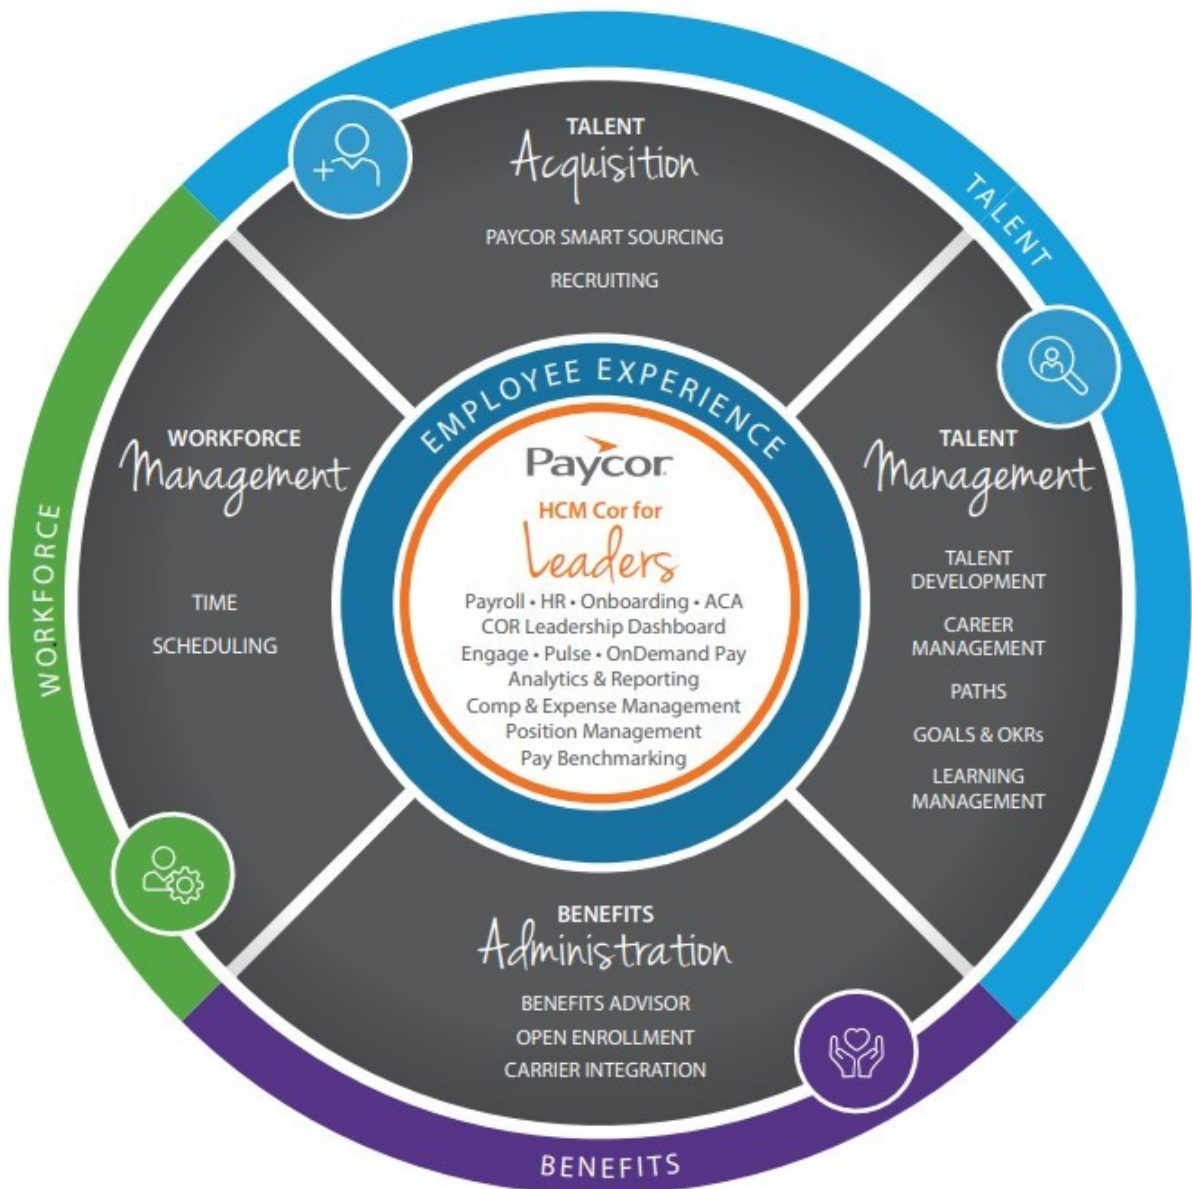 TALENT
Acquisition
PAYCOR SMART SOURCING
RECRUITING
TALENT
WORKFORCE
WORKFORCE
Management
TIME
SCHEDULING
EMPLOYEE EXPERIENCE
Paycor
HCM Cor for
Leaders
Payroll • HR • Onboarding • ACA
COR Leadership Dashboard
Engage • Pulse • OnDemand Pay
Analytics & Reporting
Comp & Expense Management
Position Management
Pay Benchmarking
TALENT
Management
TALENT
DEVELOPMENT
CAREER
MANAGEMENT
PATHS
GOALS & OKRs
LEARNING
MANAGEMENT
BENEFITS
Administration
BENEFITS ADVISOR
OPEN ENROLLMENT
CARRIER INTEGRATION
BENEFITS